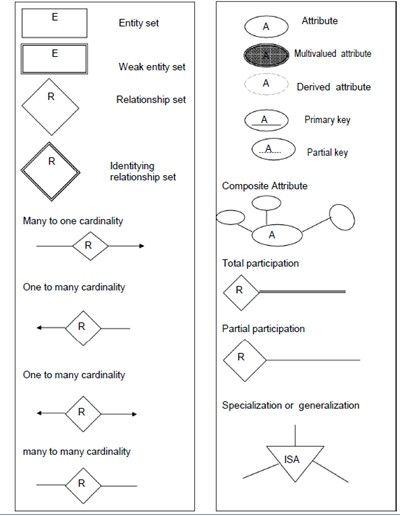 E
Entity set
E
Weak entity set
R
Relationship set
R
Identitying
relationship set
Many to one cardinality
R
One to many cardinality
R
One to many cardinality
R
many to many cardinality
R
A
Attribute
A
Multivalued attribute
A
Derived attribute
A
Primary key
A
Partial key
Composite Attribute
A
Total participation
R
Partial participation
R
Specialization or generalization
ISA